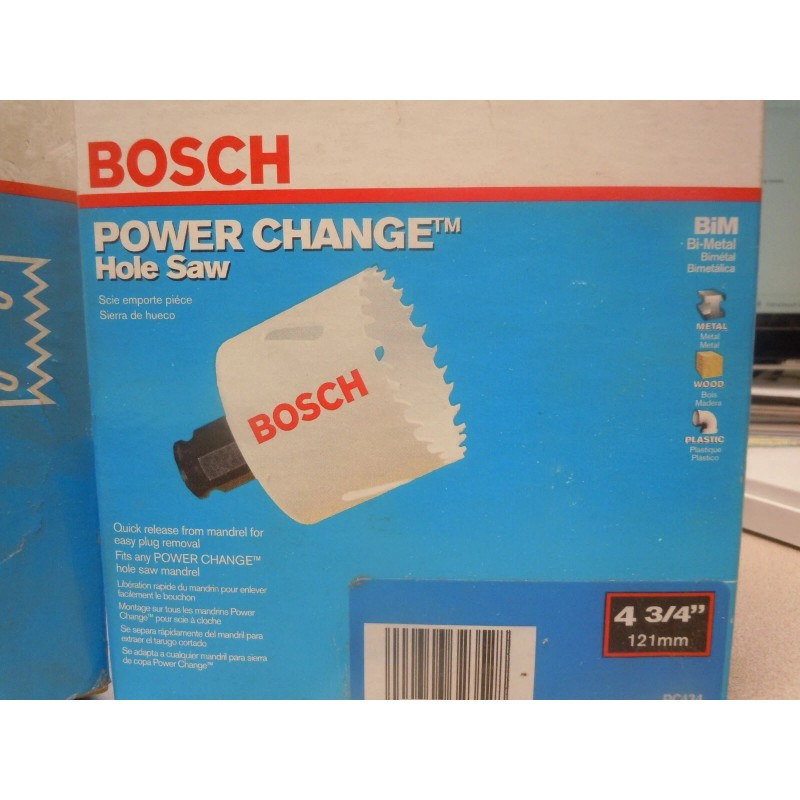 BOSCH
POWER CHANGE™
Hole Saw
Scie emporte pièce
Sierra de hueco
BiM
Bi-Metal
Bimétal
Bimetálica
METAL
Metal
Metal
WOOD
Bois
Madera
PLASTIC
Plastique
Plástico
BOSCH
Quick release from mandrel for
easy plug removal
Fits any POWER CHANGE™
hole saw mandrel
Libération rapide du mandrin pour enlever
facilement le bouchon
Montage sur tous les mandrins Power
Change™ pour scie à cloche
Se separa rápidamente del mandril para
extraer el tarugo cortado
Se adapta a cualquier mandril para sierra
de copa Power Change™
4 3/4"
121mm